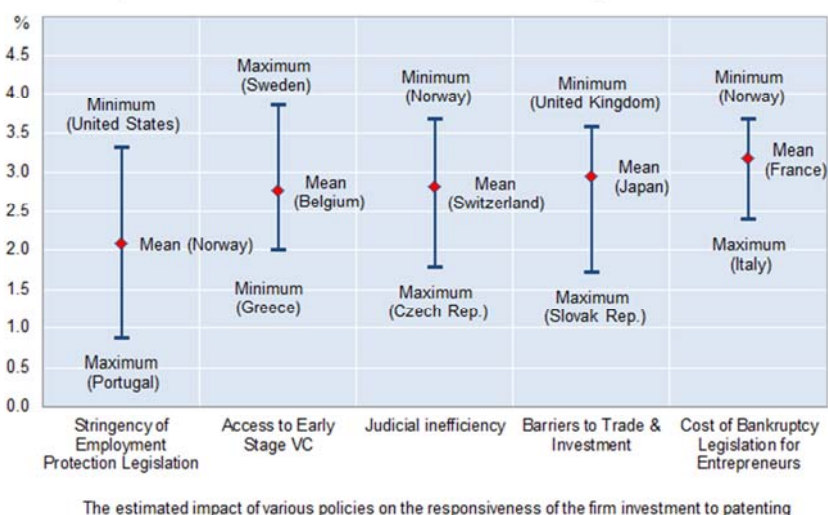 %
4.5
4.0
3.5
3.0
2.5
2.0
1.5
1.0
0.5
0.0
Minimum
(United States)
Mean (Norway)
Maximum
(Portugal)
Maximum
(Sweden)
Mean
(Belgium)
Minimum
(Greece)
Minimum
(Norway)
Mean
(Switzerland)
Maximum
(Czech Rep.)
Minimum
(United Kingdom)
Mean
(Japan)
Maximum
(Slovak Rep.)
Minimum
(Norway)
Mean
(France)
Maximum
(Italy)
Stringency of
Employment
Protection Legislation
Access to Early
Stage VC
Judicial inefficiency
Barriers to Trade &
Investment
Cost of Bankruptcy
Legislation for
Entrepreneurs
The estimated impact of various policies on the responsiveness of the firm investment to patenting